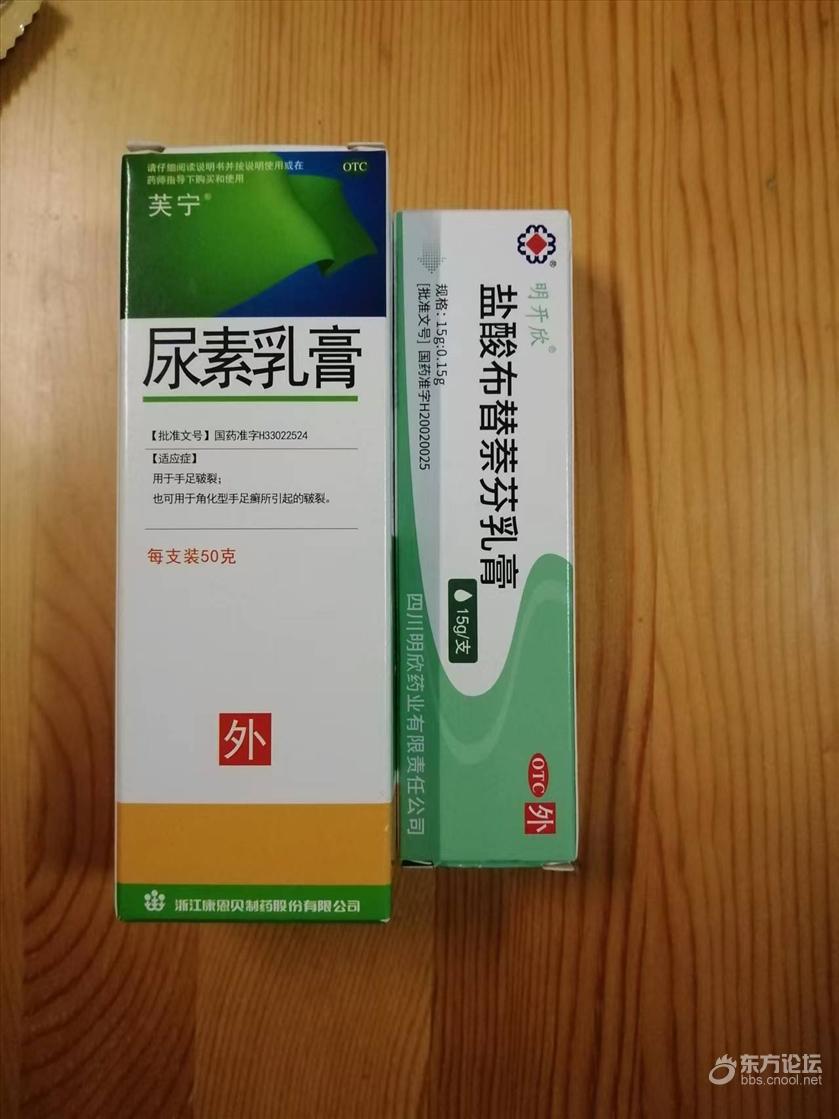 请仔细阅读说明书并按说明使用或在
药师指导下购买和使用
OTC
芙宁®
尿素乳膏
【批准文号】国药准字H33022524
【适应症】
用于手足皲裂；
也可用于角化型手足癣所引起的皲裂。
每支装50克
外
浙江康恩贝制药股份有限公司
®
明开欣®
盐酸布替萘芬乳膏
规格：15g:0.15g
[批准文号] 国药准字H20020025
15g/支
四川明欣药业有限责任公司
OTC
外
东方论坛
bbs.cnool.net